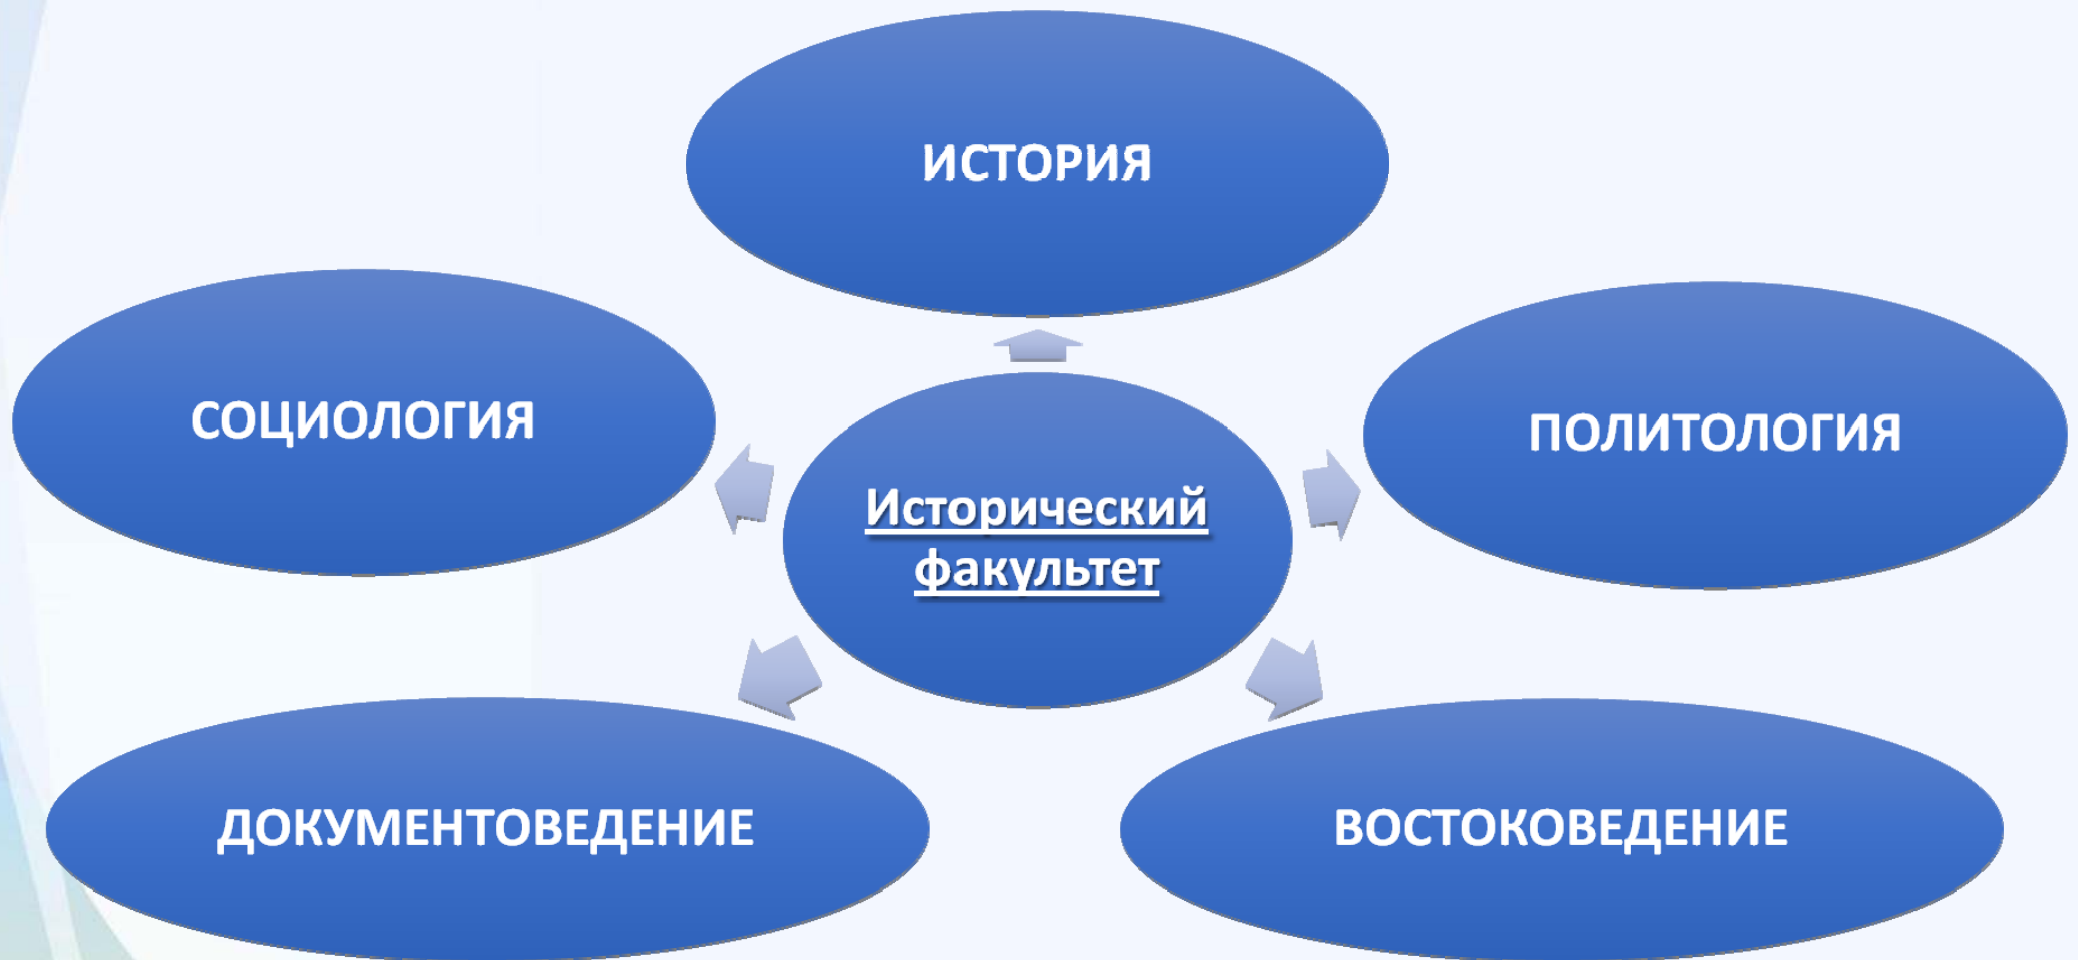 ИСТОРИЯ
СОЦИОЛОГИЯ
ПОЛИТОЛОГИЯ
Исторический
факультет
ДОКУМЕНТОВЕДЕНИЕ
ВОСТОКОВЕДЕНИЕ